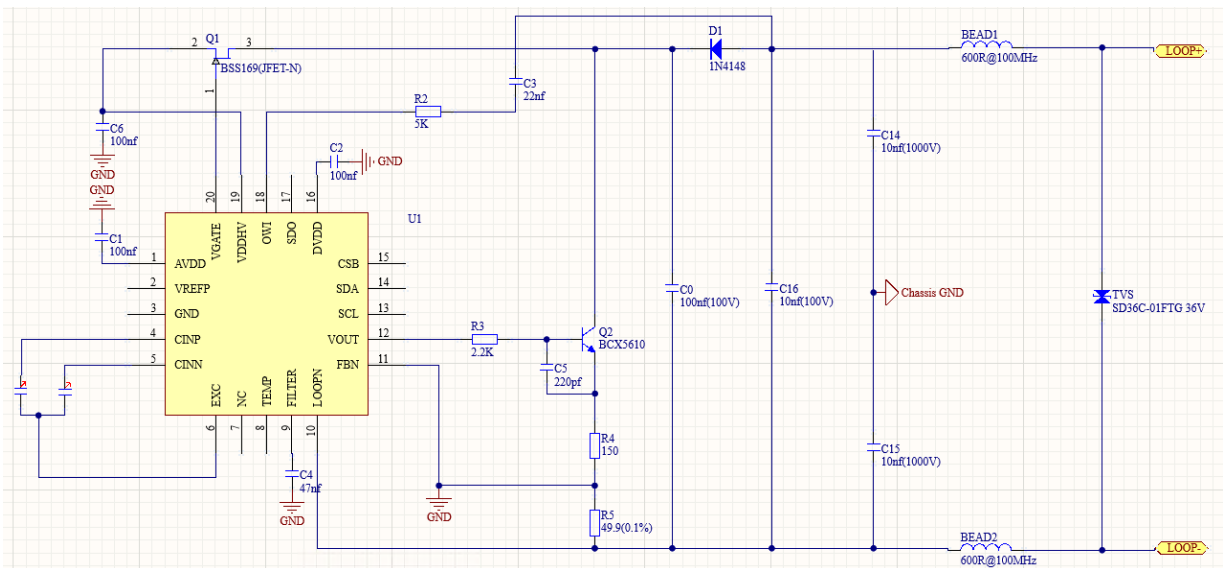 D1
1N4148
BEAD1
600R@100MHz
LOOP+
2
Q1
3
BSS169(JFET-N)
1
C3
22nf
R2
5K
C6
100nf
GND
C2
100nf
GND
C14
10nf(1000V)
GND
C1
100nf
20
19
18
17
16
U1
VGATE
VDDHV
OWI
SDO
DVDD
1
AVDD
2
VREFP
3
GND
4
CINP
5
CINN
CSB
15
SDA
14
SCL
13
VOUT
12
FBN
11
EXC
NC
TEMP
FILTER
LOOPN
6
7
8
9
10
C4
47nf
GND
R3
2.2K
C5
220pf
Q2
BCX5610
R4
150
R5
49.9(0.1%)
GND
C0
100nf(100V)
C16
10nf(100V)
Chassis GND
TVS
SD36C-01FTG 36V
C15
10nf(1000V)
BEAD2
600R@100MHz
LOOP-